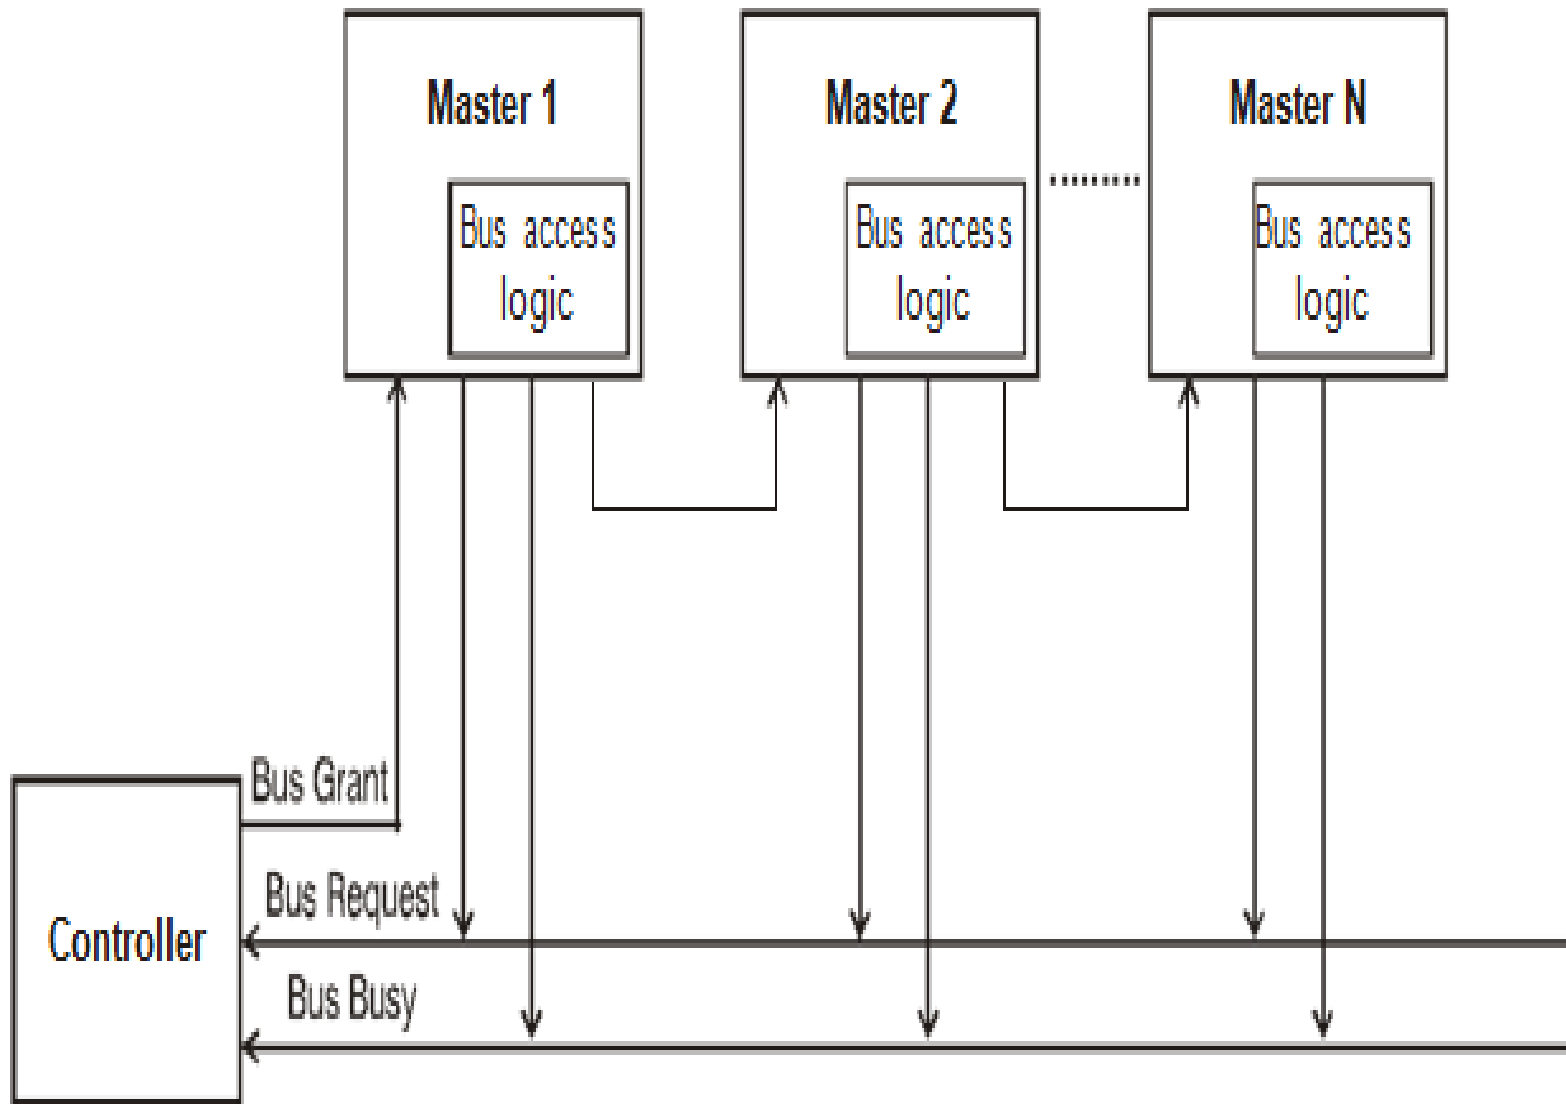 Master 1
Master 2
Master N
Bus access
logic
Bus access
logic
Bus access
logic
Bus Grant
Bus Request
Controller
Bus Busy